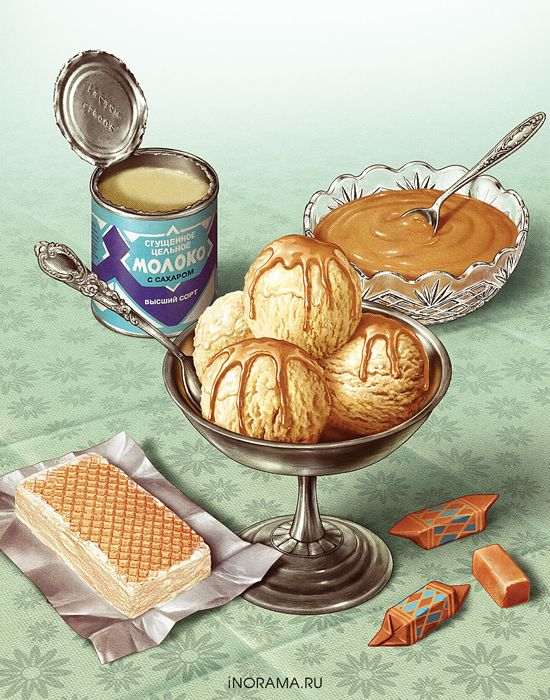 СГУЩЕННОЕ
ЦЕЛЬНОЕ
МОЛОКО
С САХАРОМ
ВЫСШИЙ СОРТ
iNORAMA.RU